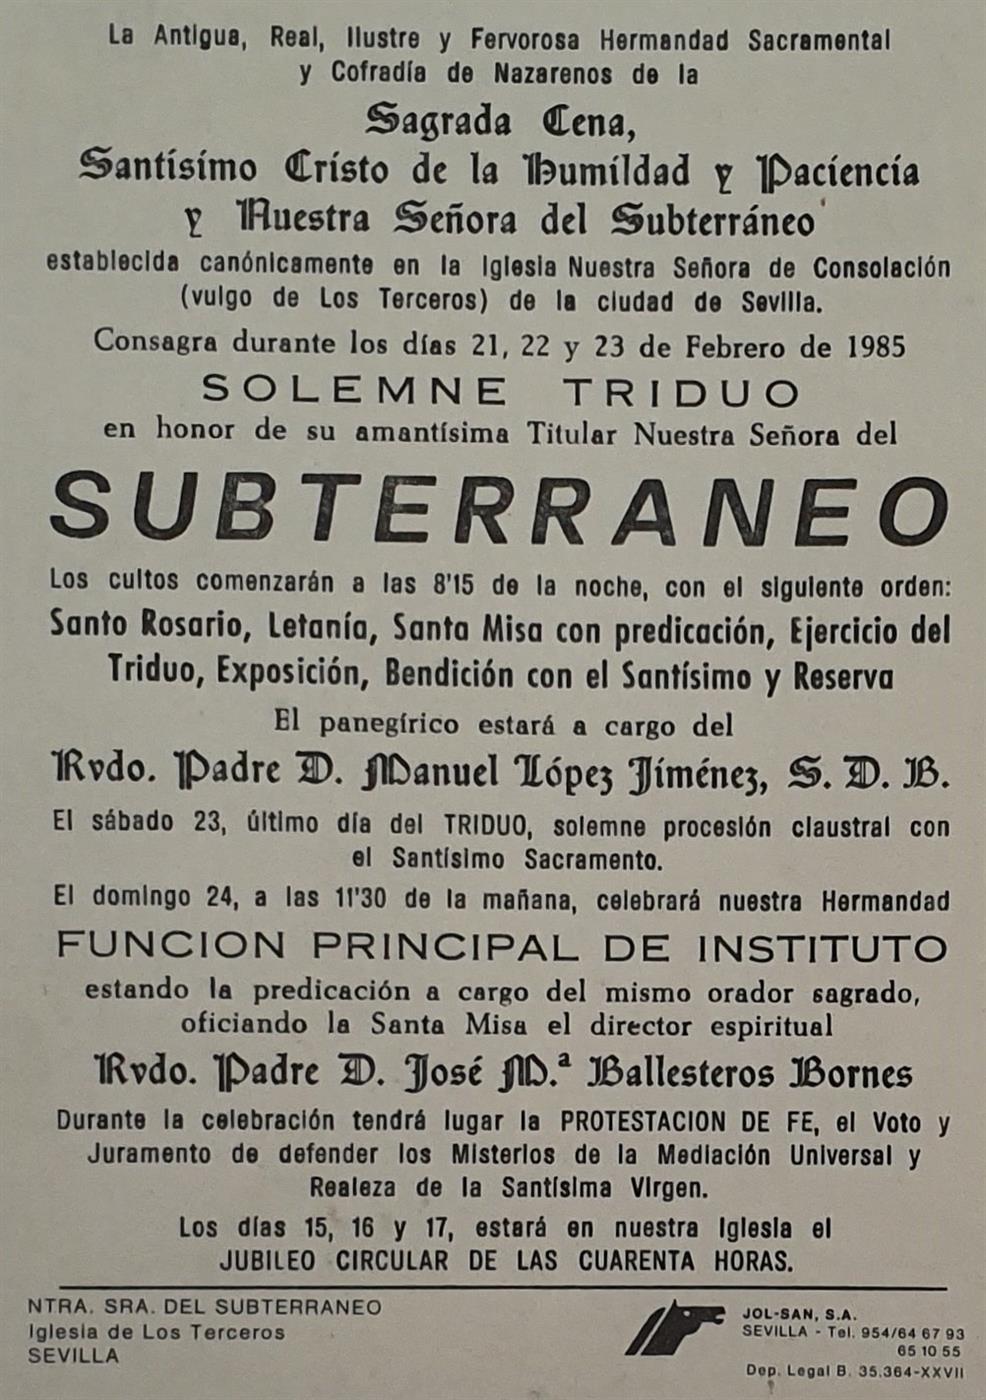 La Antigua, Real, Ilustre y Fervorosa Hermandad Sacramental
y Cofradía de Nazarenos de la
Sagrada Cena,
Santísimo Cristo de la Humildad y Paciencia
y Nuestra Señora del Subterráneo
establecida canónicamente en la Iglesia Nuestra Señora de Consolación
(vulgo de Los Terceros) de la ciudad de Sevilla.
Consagra durante los días 21, 22 y 23 de Febrero de 1985
SOLEMNE TRIDUO
en honor de su amantísima Titular Nuestra Señora del
SUBTERRANEO
Los cultos comenzarán a las 8'15 de la noche, con el siguiente orden:
Santo Rosario, Letanía, Santa Misa con predicación, Ejercicio del
Triduo, Exposición, Bendición con el Santísimo y Reserva
El panegírico estará a cargo del
Rvdo. Padre D. Manuel López Jiménez, S. D. B.
El sábado 23, último día del TRIDUO, solemne procesión claustral con
el Santísimo Sacramento.
El domingo 24, a las 11'30 de la mañana, celebrará nuestra Hermandad
FUNCION PRINCIPAL DE INSTITUTO
estando la predicación a cargo del mismo orador sagrado,
oficiando la Santa Misa el director espiritual
Rvdo. Padre D. José M.ª Ballesteros Bornes
Durante la celebración tendrá lugar la PROTESTACION DE FE, el Voto y
Juramento de defender los Misterios de la Mediación Universal y
Realeza de la Santísima Virgen.
Los días 15, 16 y 17, estará en nuestra Iglesia el
JUBILEO CIRCULAR DE LAS CUARENTA HORAS.
NTRA. SRA. DEL SUBTERRANEO
Iglesia de Los Terceros
SEVILLA
JOL-SAN, S.A.
SEVILLA - Tel. 954/64 67 93
65 10 55
Dep. Legal B. 35.364-XXVII